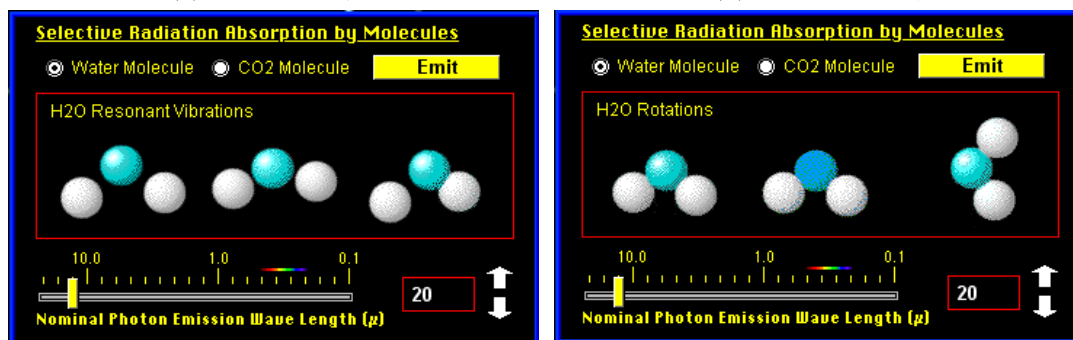 Selective Radiation Absorption by Molecules
Water Molecule CO2 Molecule Emit
H2O Resonant Vibrations
10.0 1.0 0.1
20
Nominal Photon Emission Wave Length (μ)
Selective Radiation Absorption by Molecules
Water Molecule CO2 Molecule Emit
H2O Rotations
10.0 1.0 0.1
20
Nominal Photon Emission Wave Length (μ)